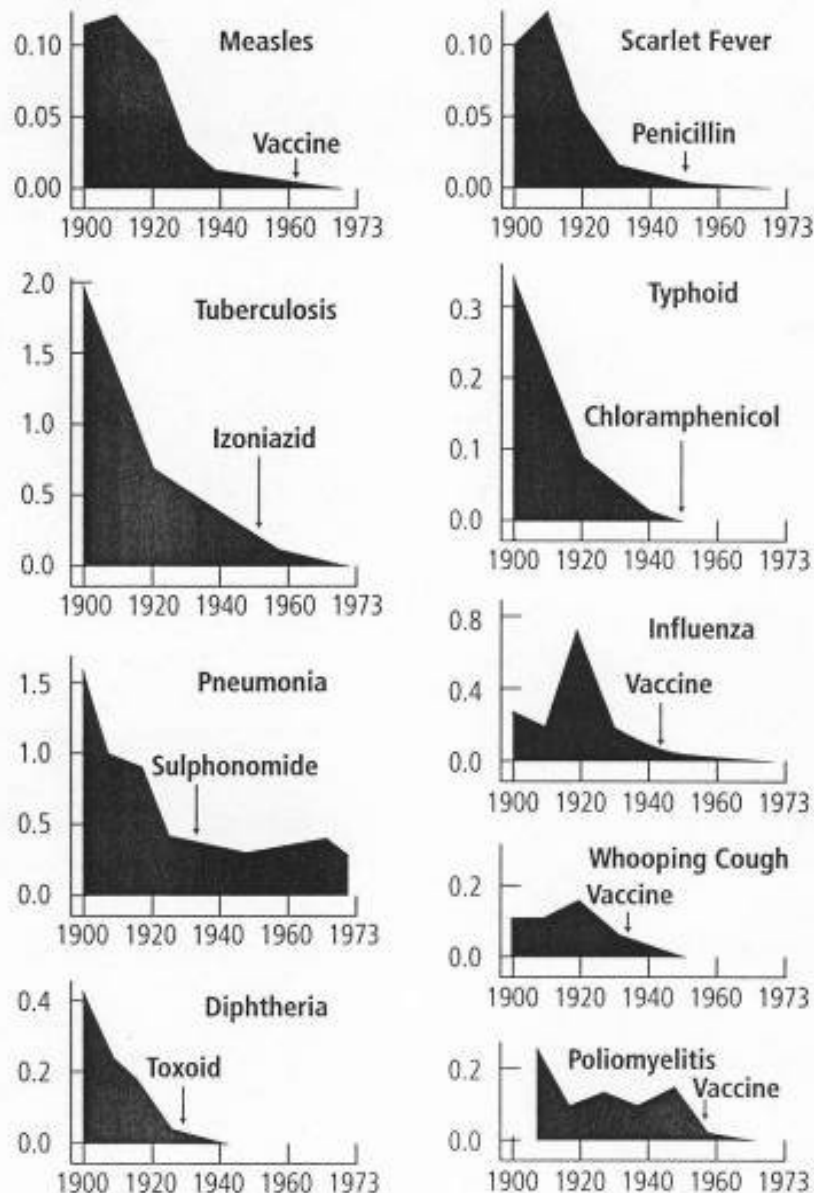 Measles
0.10
0.05
0.00
Vaccine
1900 1920 1940 1960 1973
Scarlet Fever
0.10
0.05
0.00
Penicillin
1900 1920 1940 1960 1973
Tuberculosis
2.0
1.5
1.0
0.5
0.0
Izoniazid
1900 1920 1940 1960 1973
Typhoid
0.3
0.2
0.1
0.0
Chloramphenicol
1900 1920 1940 1960 1973
Pneumonia
1.5
1.0
0.5
0.0
Sulphonomide
1900 1920 1940 1960 1973
Influenza
0.8
0.4
0.0
Vaccine
1900 1920 1940 1960 1973
Whooping Cough
0.2
0.0
Vaccine
1900 1920 1940 1960 1973
Diphtheria
0.4
0.2
0.0
Toxoid
1900 1920 1940 1960 1973
Poliomyelitis
0.2
0.0
Vaccine
1900 1920 1940 1960 1973